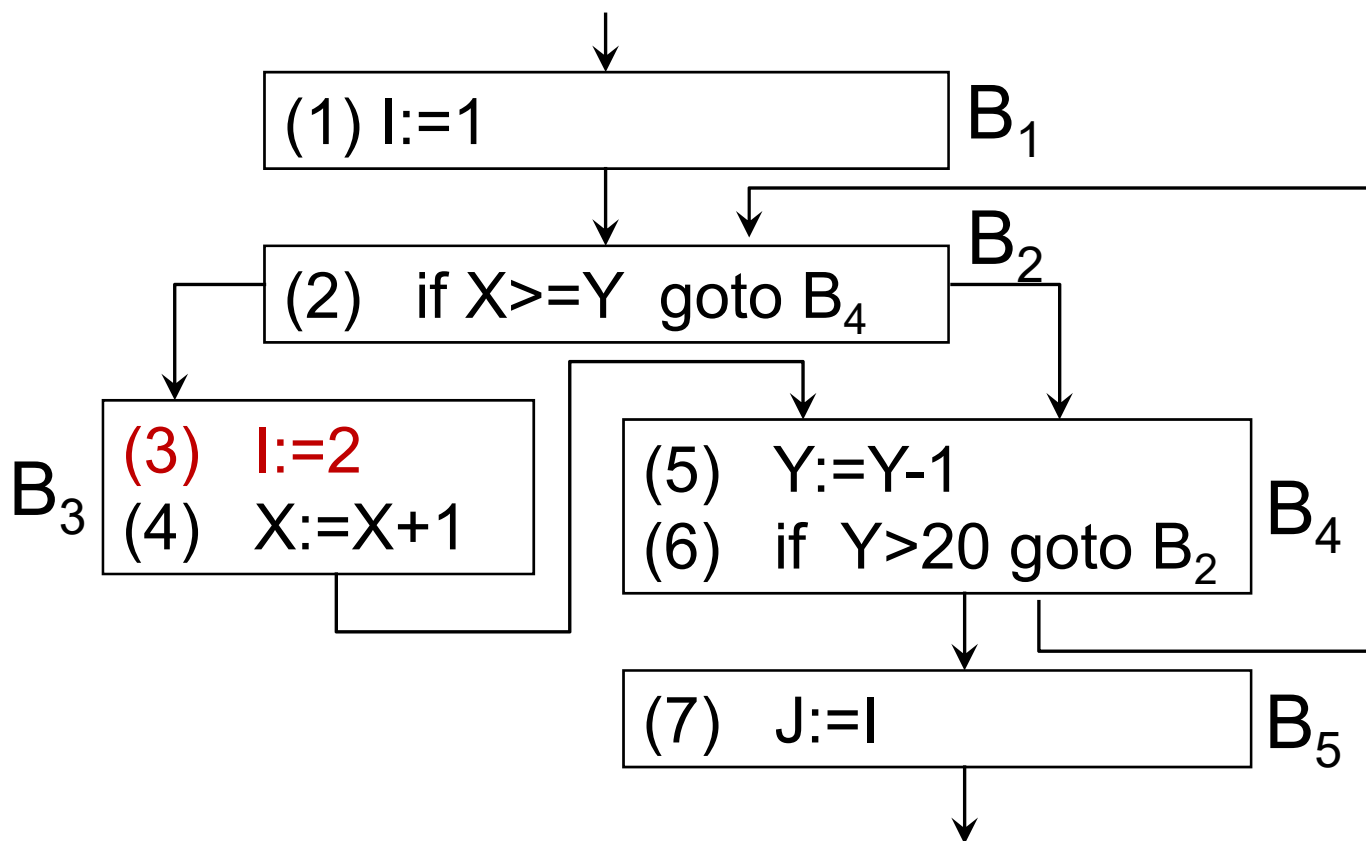 (1) I:=1
B₁
B₂
(2) if X>=Y goto B₄
(3) I:=2
(4) X:=X+1
B₃
(5) Y:=Y-1
(6) if Y>20 goto B₂
B₄
(7) J:=I
B₅